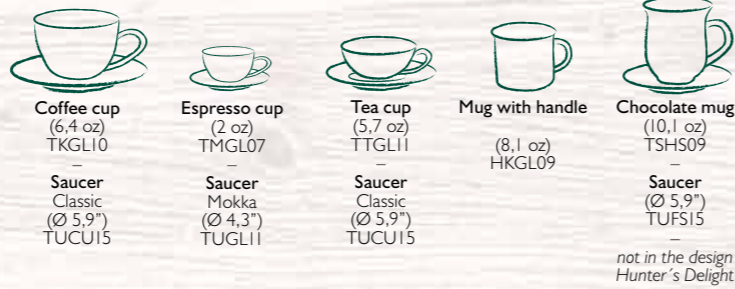 Coffee cup
(6,4 oz)
TKGL10
–
Saucer
Classic
(Ø 5,9”)
TUCU15
Espresso cup
(2 oz)
TMGL07
–
Saucer
Mokka
(Ø 4,3”)
TUGL11
Tea cup
(5,7 oz)
TTGL11
–
Saucer
Classic
(Ø 5,9”)
TUCU15
Mug with handle
(8,1 oz)
HKGL09
Chocolate mug
(10,1 oz)
TSHS09
–
Saucer
(Ø 5,9”)
TUFS15
–
not in the design
Hunter´s Delight